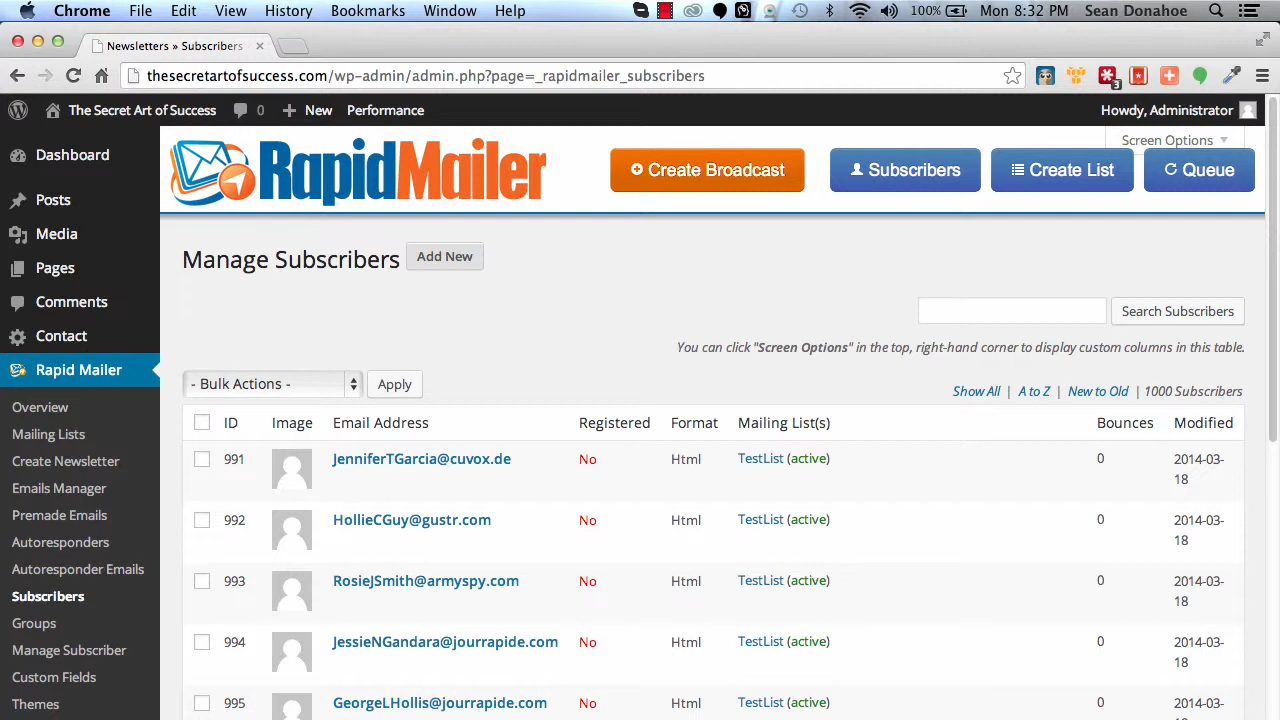 Chrome File Edit View History Bookmarks Window Help 100% Mon 8:32 PM Sean Donahoe
Newsletters » Subscribers ×
thesecretartofsuccess.com/wp-admin/admin.php?page=_rapidmailer_subscribers 3
The Secret Art of Success 0 New Performance Howdy, Administrator
Screen Options
RapidMailer Create Broadcast Subscribers Create List Queue
Dashboard
Posts
Media
Pages
Comments
Contact
Rapid Mailer
Overview
Mailing Lists
Create Newsletter
Emails Manager
Premade Emails
Autoresponders
Autoresponder Emails
Subscribers
Groups
Manage Subscriber
Custom Fields
Themes
Manage Subscribers Add New
Search Subscribers
You can click "Screen Options" in the top, right-hand corner to display custom columns in this table.
- Bulk Actions - Apply Show All | A to Z | New to Old | 1000 Subscribers
ID Image Email Address Registered Format Mailing List(s) Bounces Modified
991 JenniferTGarcia@cuvox.de No Html TestList (active) 0 2014-03-
18
992 HollieCGuy@gustr.com No Html TestList (active) 0 2014-03-
18
993 RosieJSmith@armyspy.com No Html TestList (active) 0 2014-03-
18
994 JessieNGandara@jourrapide.com No Html TestList (active) 0 2014-03-
18
995 GeorgeLHollis@jourrapide.com No Html TestList (active) 0 2014-03-